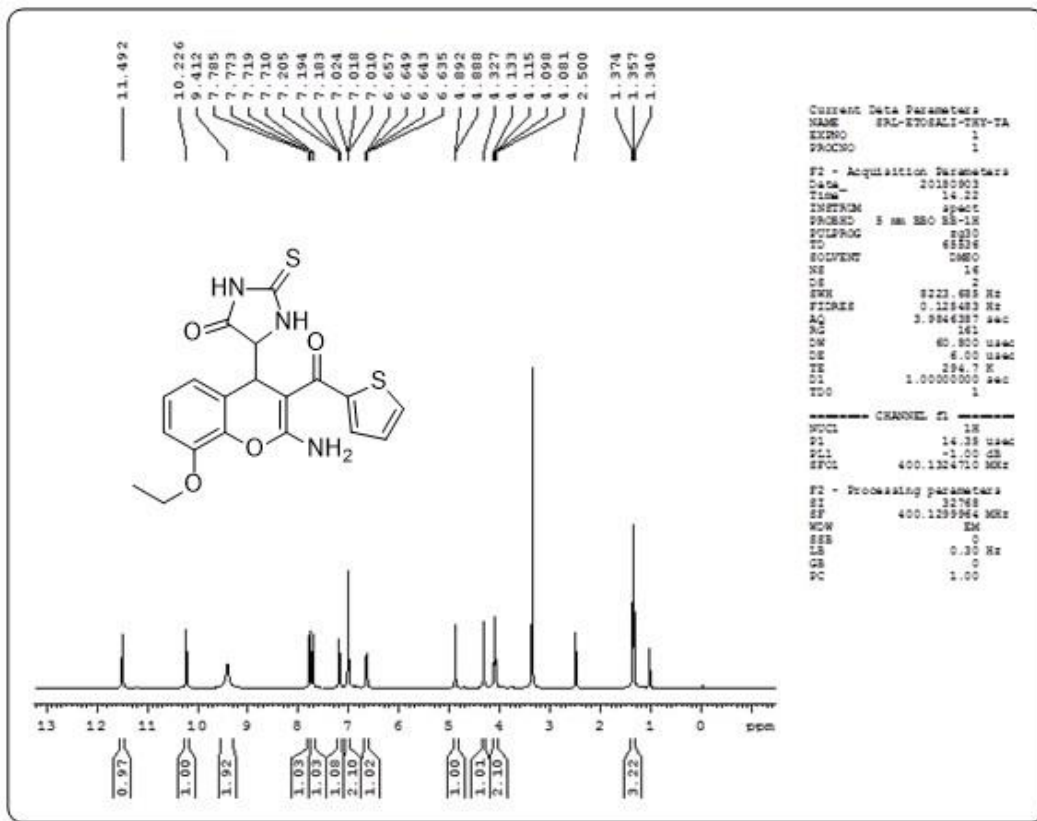 11.492
10.226
9.412
7.785
7.773
7.719
7.710
7.205
7.194
7.183
7.024
7.018
7.010
6.657
6.649
6.643
6.635
4.892
4.888
4.327
4.133
4.115
4.098
4.081
2.500
1.374
1.357
1.340
Current Data Parameters
NAME SRL-ETOSALI-THY-TA
EXPNO 1
PROCNO 1
F2 - Acquisition Parameters
Date_ 20180903
Time 14.22
INSTRUM spect
PROBHD 5 mm BBO BB-1H
PULPROG zg30
TD 65536
SOLVENT DMSO
NS 16
DS 2
SWH 8223.685 Hz
FIDRES 0.125483 Hz
AQ 3.9846387 sec
RG 161
DW 60.800 usec
DE 6.00 usec
TE 294.7 K
D1 1.00000000 sec
TD0 1
======== CHANNEL f1 ========
NUC1 1H
P1 14.35 usec
PL1 -1.00 dB
SFO1 400.1324710 MHz
F2 - Processing parameters
SI 32768
SF 400.1299964 MHz
WDW EM
SSB 0
LB 0.30 Hz
GB 0
PC 1.00
S
HN
NH
O
O
S
O
NH2
O
13 12 11 10 9 8 7 6 5 4 3 2 1 0 ppm
0.97
1.00
1.92
1.03
1.03
1.08
2.10
1.02
1.00
1.01
2.10
3.22